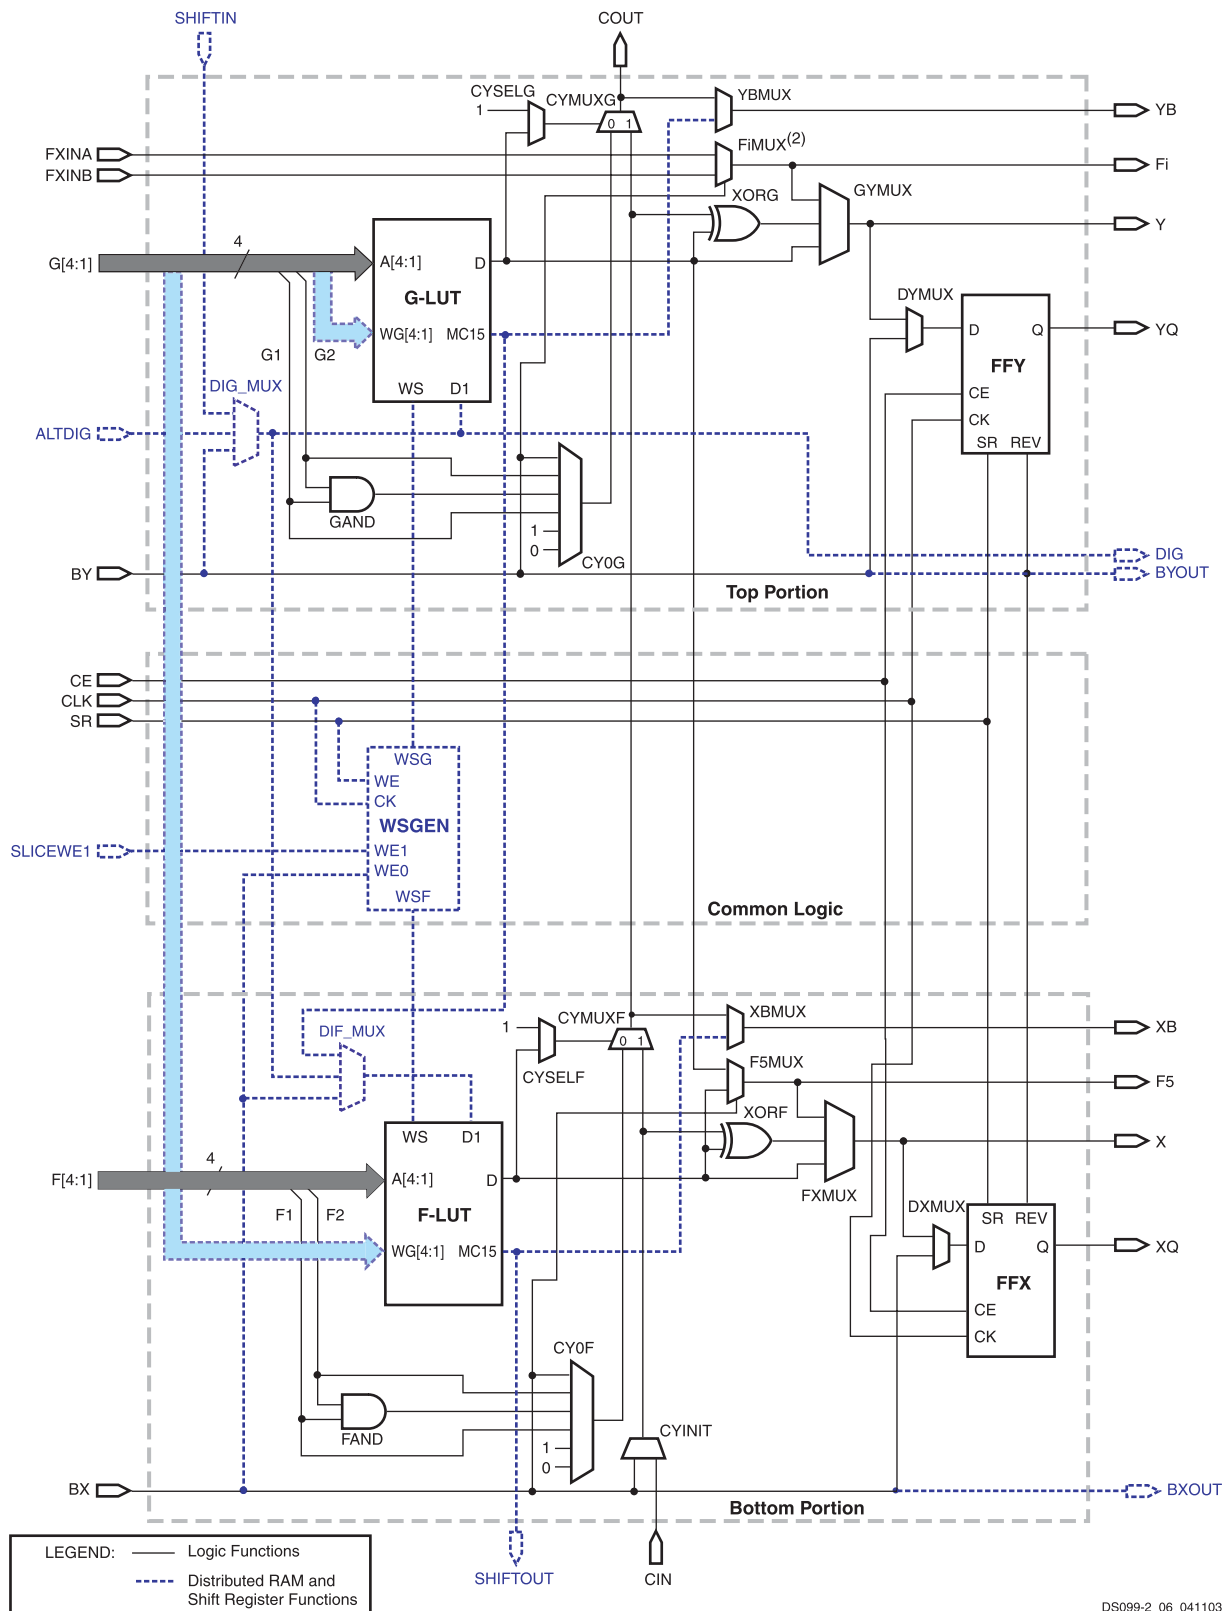 SHIFTIN
COUT
CYSELG
1
CYMUXG
0 1
YBMUX
YB
FXINA
FXINB
FiMUX(2)
Fi
XORG
GYMUX
Y
G[4:1]
4
A[4:1]
D
G-LUT
WG[4:1]
MC15
WS
D1
G1
G2
DYMUX
D
Q
YQ
FFY
CE
CK
SR
REV
DIG_MUX
ALTDIG
GAND
1
0
CY0G
DIG
BY
BYOUT
Top Portion
CE
CLK
SR
WSG
WE
CK
WSGEN
SLICEWE1
WE1
WE0
WSF
Common Logic
DIF_MUX
1
CYMUXF
0 1
CYSELF
XBMUX
XB
F5MUX
F5
XORF
X
FXMUX
WS
D1
F[4:1]
4
A[4:1]
D
F-LUT
WG[4:1]
MC15
F1
F2
DXMUX
SR
REV
D
Q
XQ
FFX
CE
CK
CY0F
FAND
1
0
CYINIT
BX
BXOUT
Bottom Portion
SHIFTOUT
CIN
LEGEND:
Logic Functions
Distributed RAM and
Shift Register Functions
DS099-2_06_041103